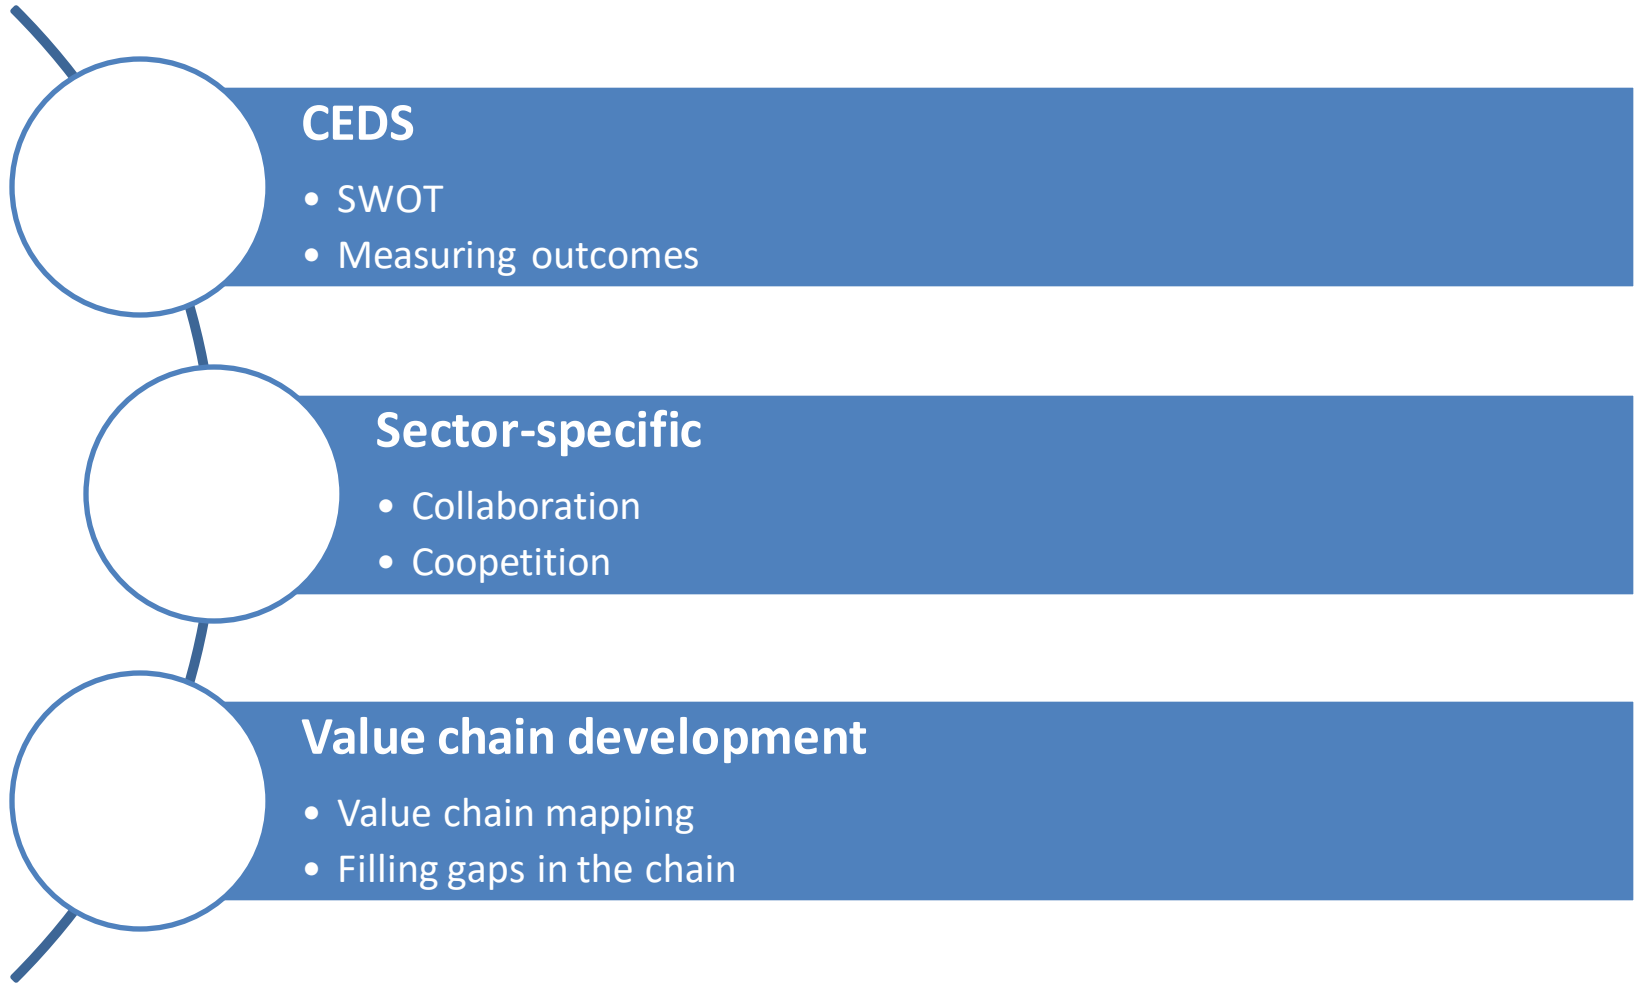 CEDS
• SWOT
• Measuring outcomes
Sector-specific
• Collaboration
• Coopetition
Value chain development
• Value chain mapping
• Filling gaps in the chain